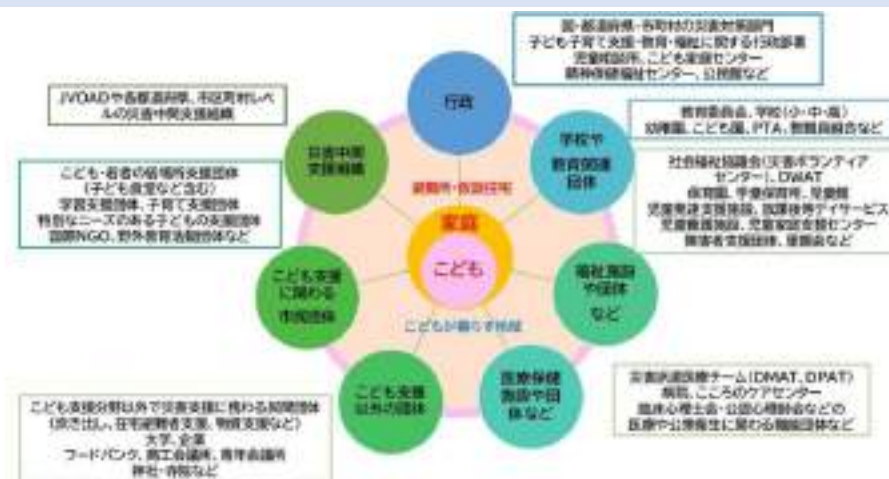 行政
国・都道府県・各町村の災害対策部門
子ども子育て支援・教育・福祉に関する行政部署
児童相談所、こども家庭センター
精神保健福祉センター、公民館など
学校や
教育関連
団体
教育委員会、学校(小・中・高)
幼稚園、こども園、PTA、教職員組合など
福祉施設
や団体
など
社会福祉協議会(災害ボランティア
センター)、DWAT
保育園、学童保育所、児童館
児童発達支援施設、放課後等デイサービス
児童養護施設、児童家庭支援センター
障害者支援団体、里親会など
医療保健
施設や団
体など
災害派遣医療チーム(DMAT、DPAT)
病院、こころのケアセンター
臨床心理士会・公認心理師会などの
医療や公衆衛生に関わる職能団体など
こども支援
以外の団体
こども支援分野以外で災害支援に携わる民間団体
(炊き出し、在宅避難者支援、物資支援など)
大学、企業
フードバンク、商工会議所、青年会議所
神社・寺院など
こども支援
に関わる
市民団体
こども・若者の居場所支援団体
(子ども食堂など含む)
学習支援団体、子育て支援団体
特別なニーズのある子どもの支援団体
国際NGO、野外教育活動団体など
災害中間
支援組織
JVOADや各都道府県、市区町村レベ
ルの災害中間支援組織
避難所・仮設住宅
家庭
こども
こどもが暮らす地域